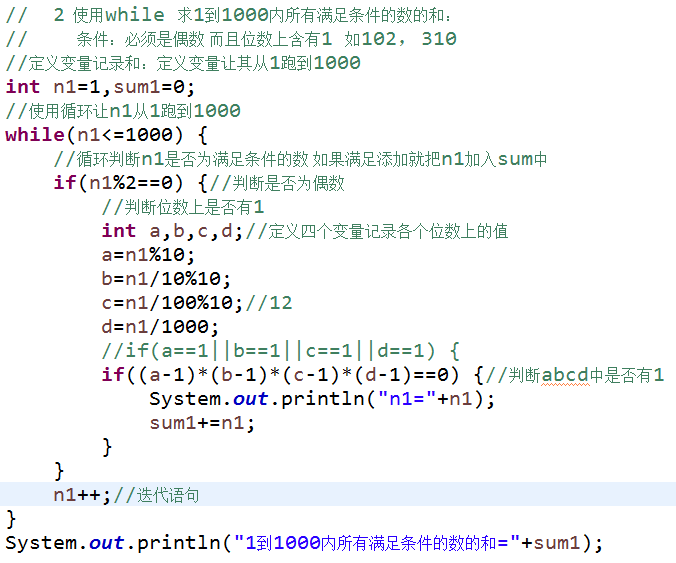 //  2 使用while 求1到1000内所有满足条件的数的和:
//    条件: 必须是偶数 而且位数上含有1 如102, 310
//定义变量记录和: 定义变量让其从1跑到1000
int n1=1,sum1=0;
//使用循环让n1从1跑到1000
while(n1<=1000) {
    //循环判断n1是否为满足条件的数 如果满足添加就把n1加入sum中
    if(n1%2==0) {//判断是否为偶数
        //判断位数上是否有1
        int a,b,c,d;//定义四个变量记录各个位数上的值
        a=n1%10;
        b=n1/10%10;
        c=n1/100%10;//12
        d=n1/1000;
        //if(a==1||b==1||c==1||d==1) {
        if((a-1)*(b-1)*(c-1)*(d-1)==0) {//判断abcd中是否有1
            System.out.println("n1="+n1);
            sum1+=n1;
        }
    }
    n1++;//迭代语句
}
System.out.println("1到1000内所有满足条件的数的和="+sum1);